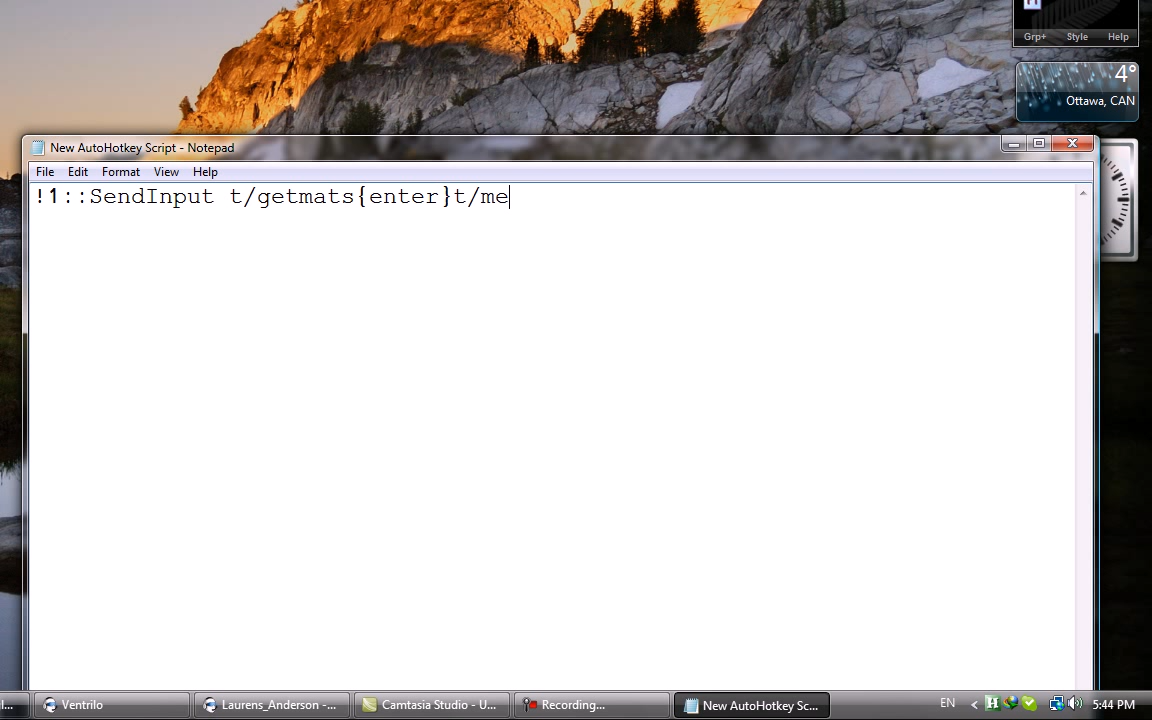 Grp+ Style Help
4°
Ottawa, CAN
New AutoHotkey Script - Notepad
File Edit Format View Help
!1::SendInput t/getmats{enter}t/me
l... Ventrilo Laurens_Anderson -... Camtasia Studio - U... Recording... New AutoHotkey Sc... EN < H 5:44 PM